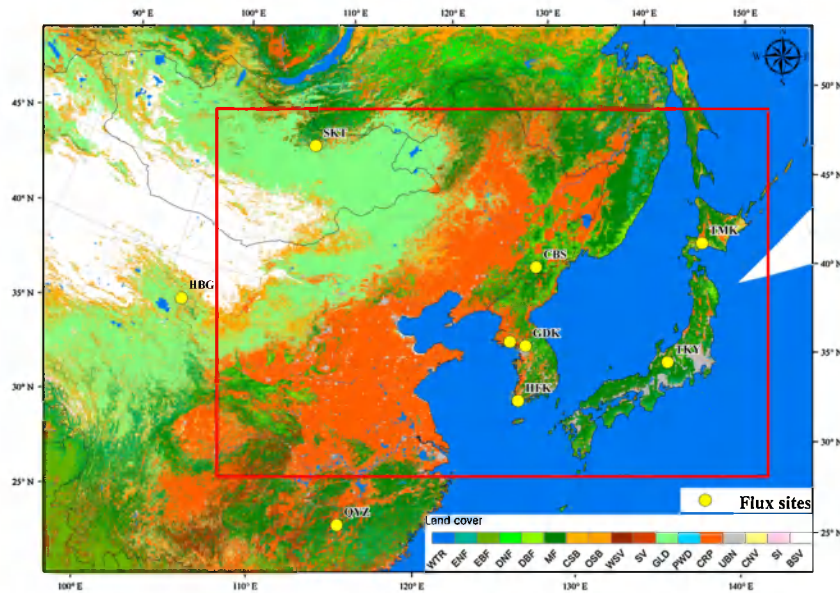 90° E 100° E 110° E 120° E 130° E 140° E 150° E
45° N
40° N
35° N
30° N
25° N
50° N
45° N
40° N
35° N
30° N
25° N
SKT
HBG
CBS
TMK
GDK
TKY
HFK
QYZ
Flux sites
Land cover
WTR ENF EBF DNF DBF MF CSB OSB WSV SV GLD PWD CRP UBN CNV SI BSV
100° E 110° E 120° E 130° E 140° E